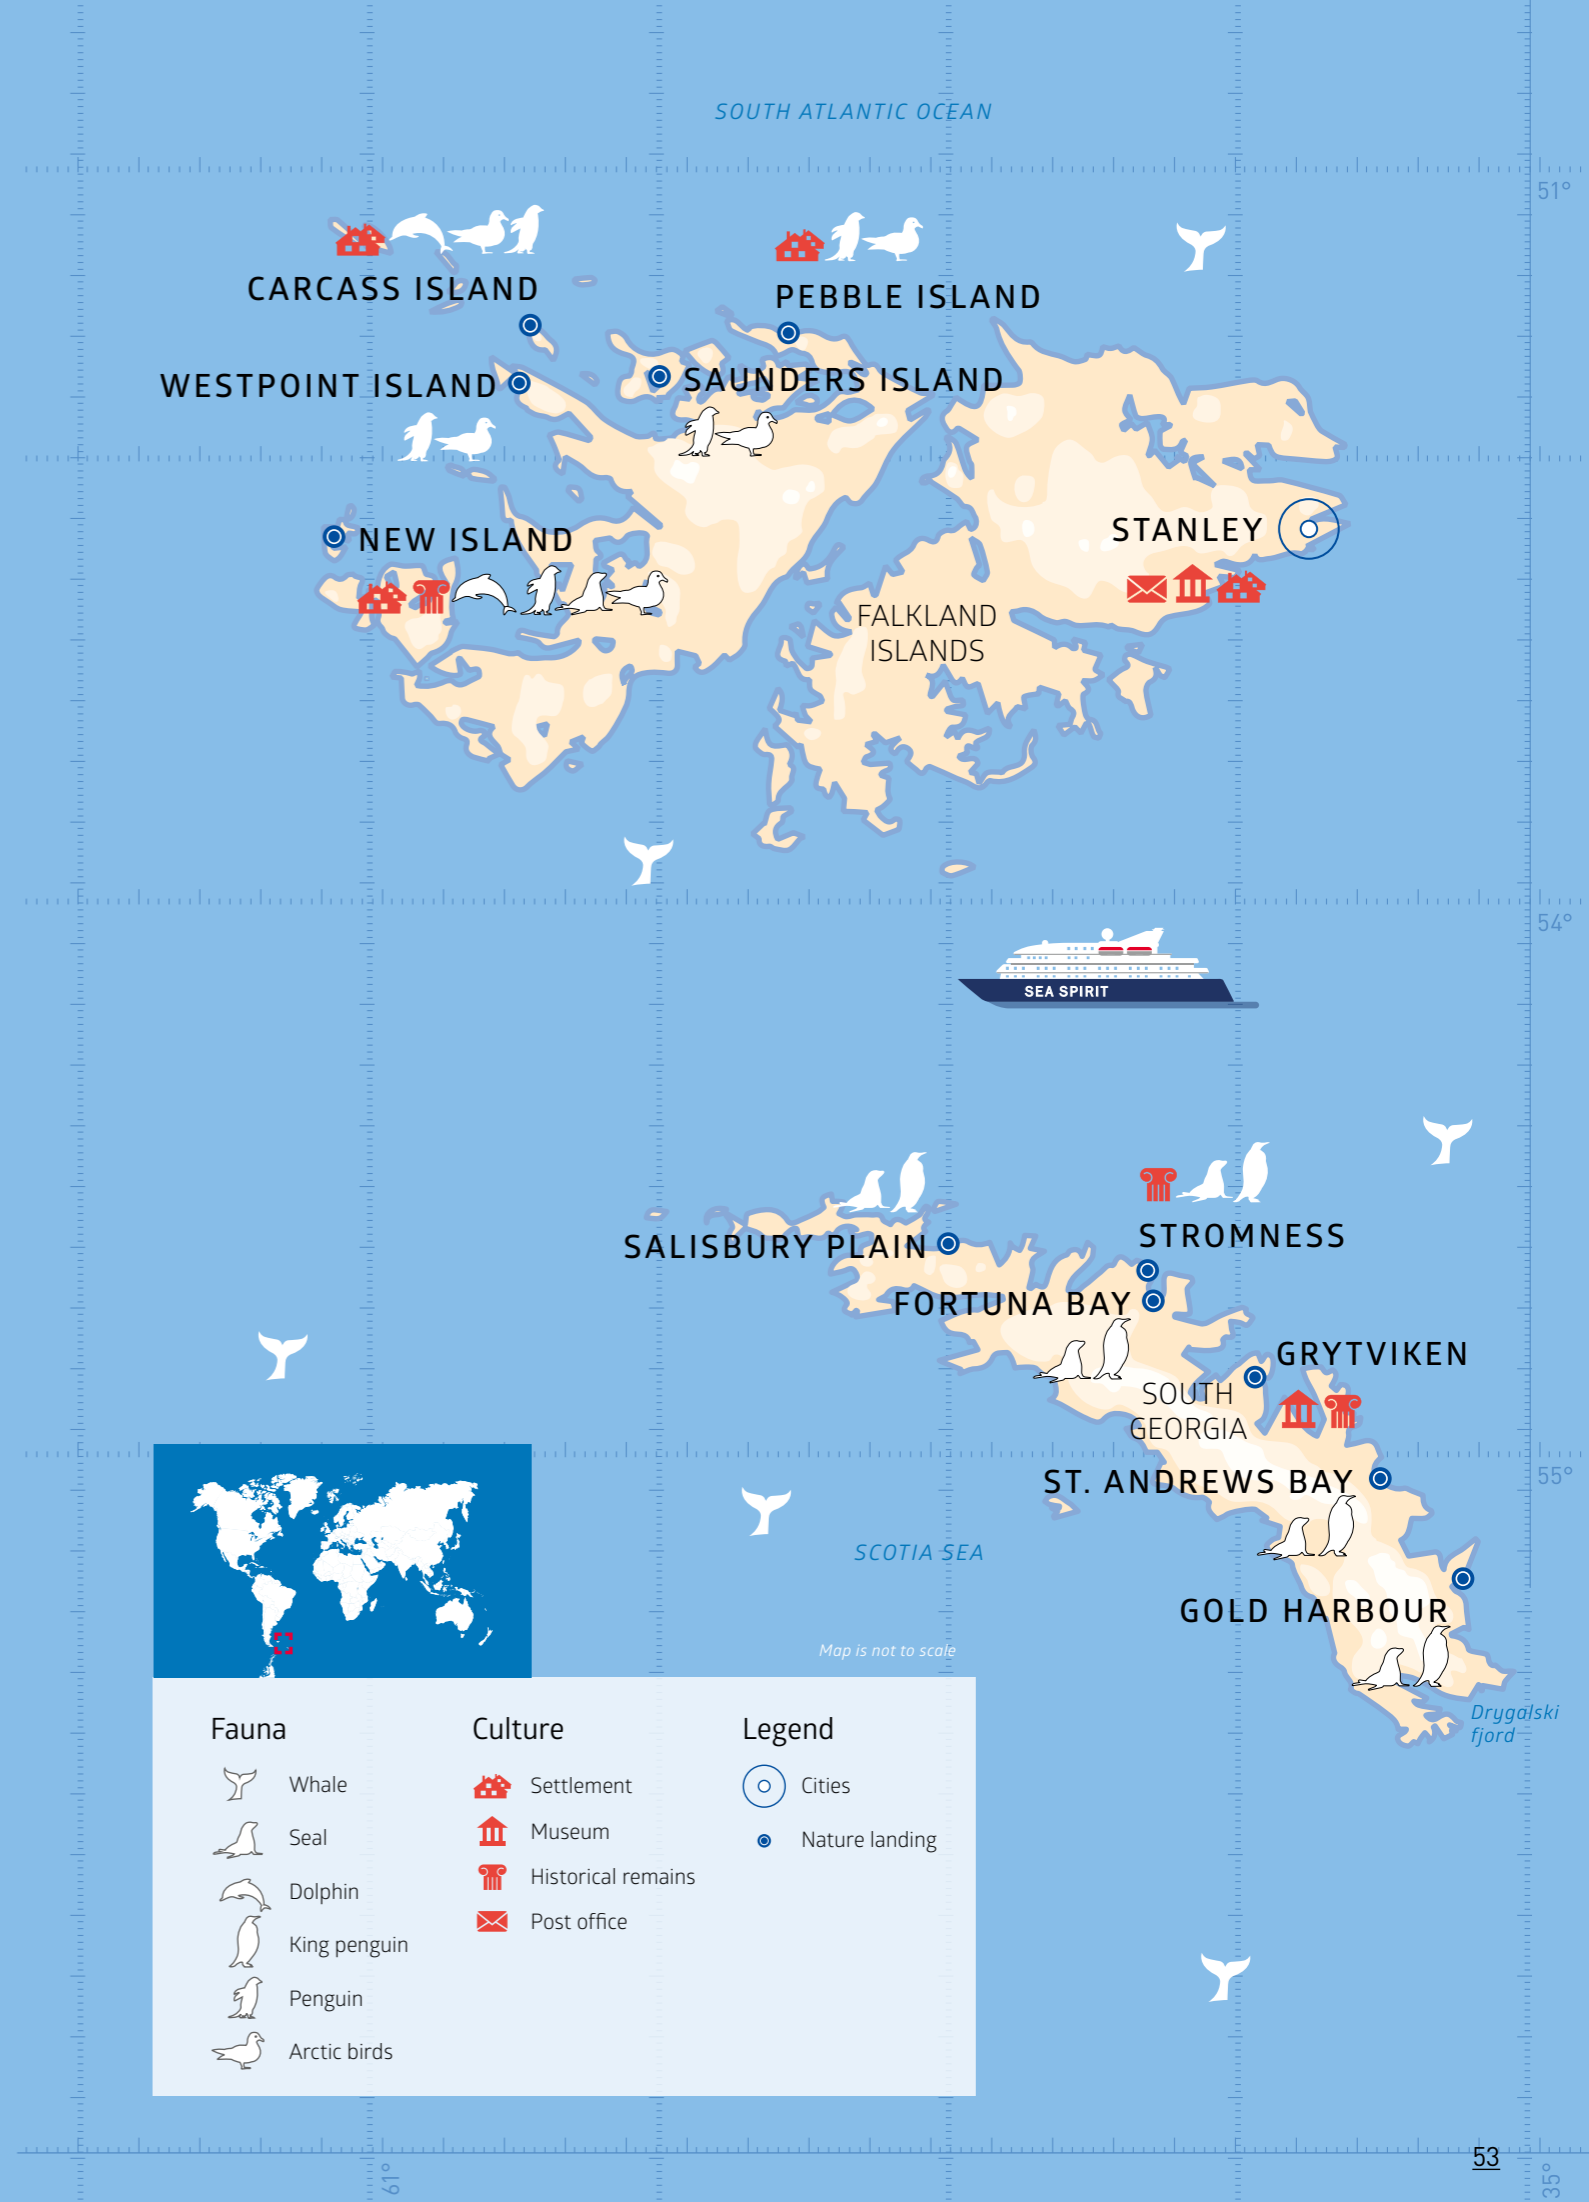 SOUTH ATLANTIC OCEAN
51°
CARCASS ISLAND
PEBBLE ISLAND
WESTPOINT ISLAND
SAUNDERS ISLAND
NEW ISLAND
STANLEY
FALKLAND
ISLANDS
54°
SEA SPIRIT
STROMNESS
SALISBURY PLAIN
FORTUNA BAY
GRYTVIKEN
SOUTH
GEORGIA
55°
ST. ANDREWS BAY
SCOTIA SEA
GOLD HARBOUR
Map is not to scale
Drygalski
fjord
Fauna
Whale
Seal
Dolphin
King penguin
Penguin
Arctic birds
Culture
Settlement
Museum
Historical remains
Post office
Legend
Cities
Nature landing
53
61°
35°